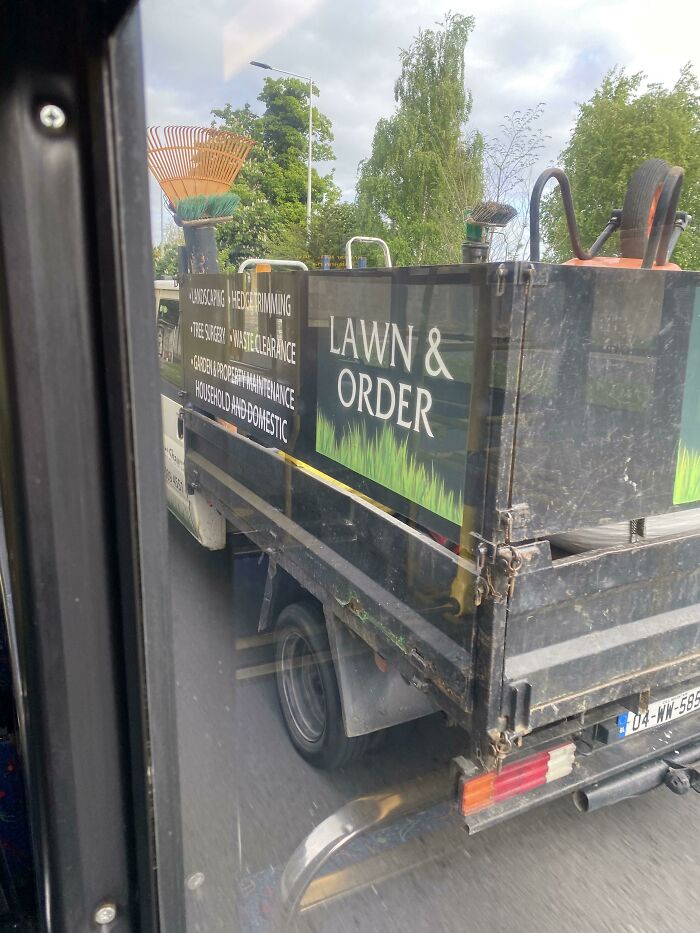 •LANDSCAPING •HEDGE TRIMMING
•TREE SURGERY •WASTE CLEARANCE
•GARDEN & PROPERTY MAINTENANCE
HOUSEHOLD AND DOMESTIC
LAWN &
ORDER
04-WW-585